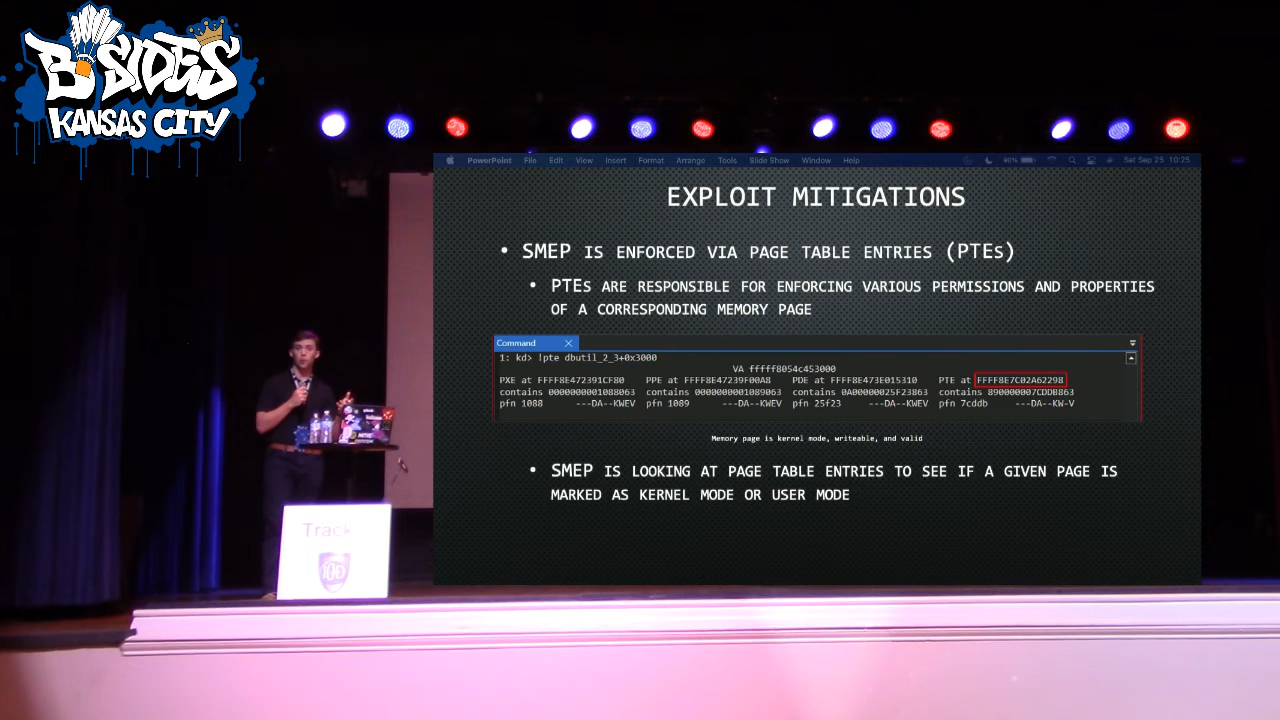 B·SIDES
KANSAS CITY
PowerPoint File Edit View Insert Format Arrange Tools Slide Show Window Help 90% Sat Sep 25 10:25
EXPLOIT MITIGATIONS
• SMEP IS ENFORCED VIA PAGE TABLE ENTRIES (PTES)
• PTES ARE RESPONSIBLE FOR ENFORCING VARIOUS PERMISSIONS AND PROPERTIES
OF A CORRESPONDING MEMORY PAGE
Command
1: kd> !pte dbutil_2_3+0x3000
VA fffff8054c453000
PXE at FFFF8E472391CF80 PPE at FFFF8E47239F00A8 PDE at FFFF8E473E015310 PTE at FFFF8E7C02A62298
contains 0000000001088063 contains 0000000001089063 contains 0A00000025F23863 contains 890000007CDDB863
pfn 1088 ---DA--KWEV pfn 1089 ---DA--KWEV pfn 25f23 ---DA--KWEV pfn 7cddb ---DA--KW-V
Memory page is kernel mode, writeable, and valid
• SMEP IS LOOKING AT PAGE TABLE ENTRIES TO SEE IF A GIVEN PAGE IS
MARKED AS KERNEL MODE OR USER MODE
Track